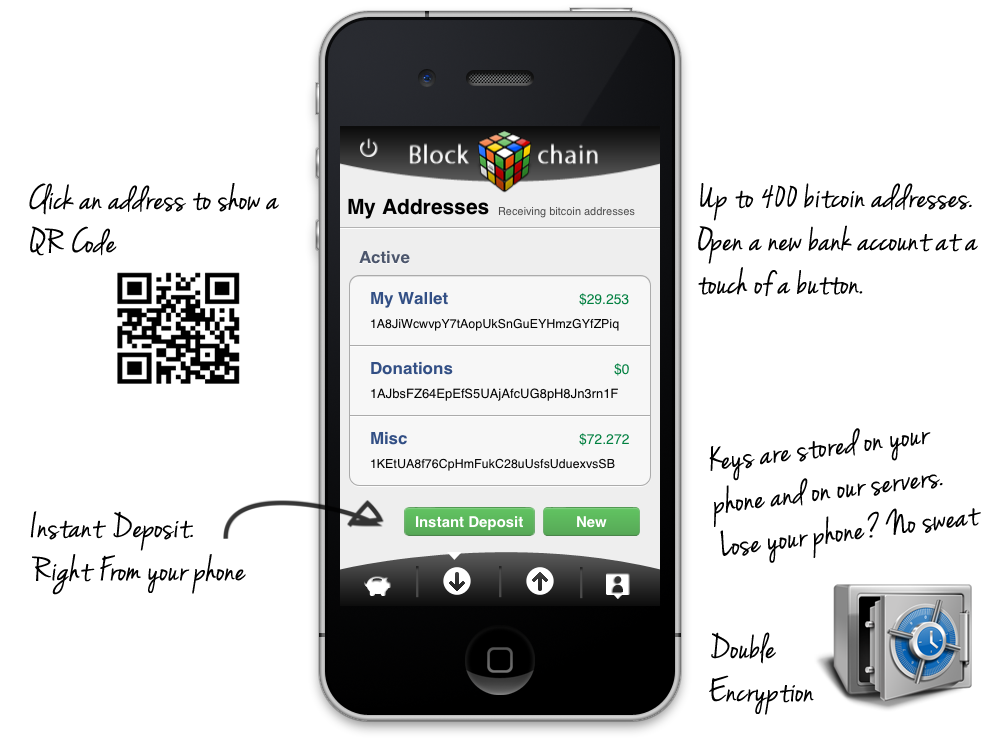 Click an address to show a
QR Code
Instant Deposit.
Right From your phone
Block chain
My Addresses Receiving bitcoin addresses
Active
My Wallet $29.253
1A8JiWcwvpY7tAopUkSnGuEYHmzGYfZPiq
Donations $0
1AJbsFZ64EpEfS5UAjAfcUG8pH8Jn3rn1F
Misc $72.272
1KEtUA8f76CpHmFukC28uUsfsUduexvsSB
Instant Deposit New
Up to 400 bitcoin addresses.
Open a new bank account at a
touch of a button.
Keys are stored on your
phone and on our servers.
Lose your phone? No sweat
Double
Encryption